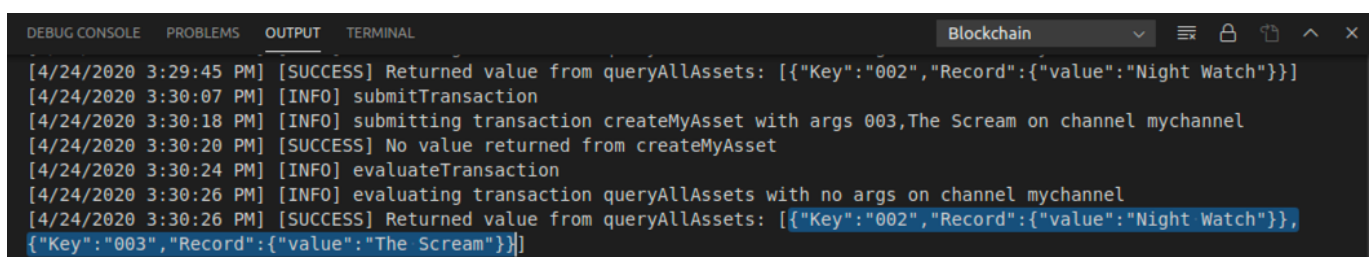 DEBUG CONSOLE PROBLEMS OUTPUT TERMINAL Blockchain
[4/24/2020 3:29:45 PM] [SUCCESS] Returned value from queryAllAssets: [{"Key":"002","Record":{"value":"Night Watch"}}]
[4/24/2020 3:30:07 PM] [INFO] submitTransaction
[4/24/2020 3:30:18 PM] [INFO] submitting transaction createMyAsset with args 003,The Scream on channel mychannel
[4/24/2020 3:30:20 PM] [SUCCESS] No value returned from createMyAsset
[4/24/2020 3:30:24 PM] [INFO] evaluateTransaction
[4/24/2020 3:30:26 PM] [INFO] evaluating transaction queryAllAssets with no args on channel mychannel
[4/24/2020 3:30:26 PM] [SUCCESS] Returned value from queryAllAssets: [{"Key":"002","Record":{"value":"Night Watch"}},
{"Key":"003","Record":{"value":"The Scream"}}]